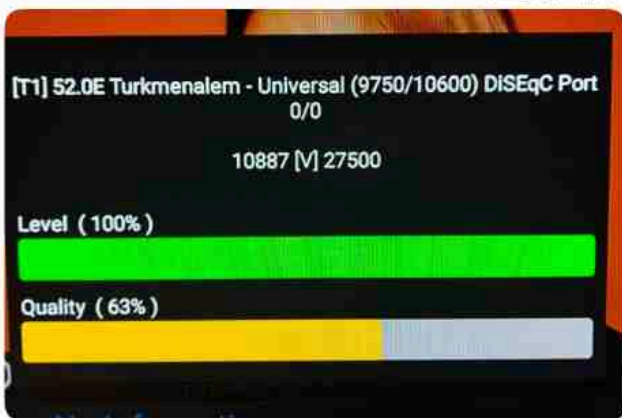 [T1] 52.0E Turkmenalem - Universal (9750/10600) DiSEqC Port
0/0
10887 [V] 27500
Level ( 100% )
Quality ( 63% )